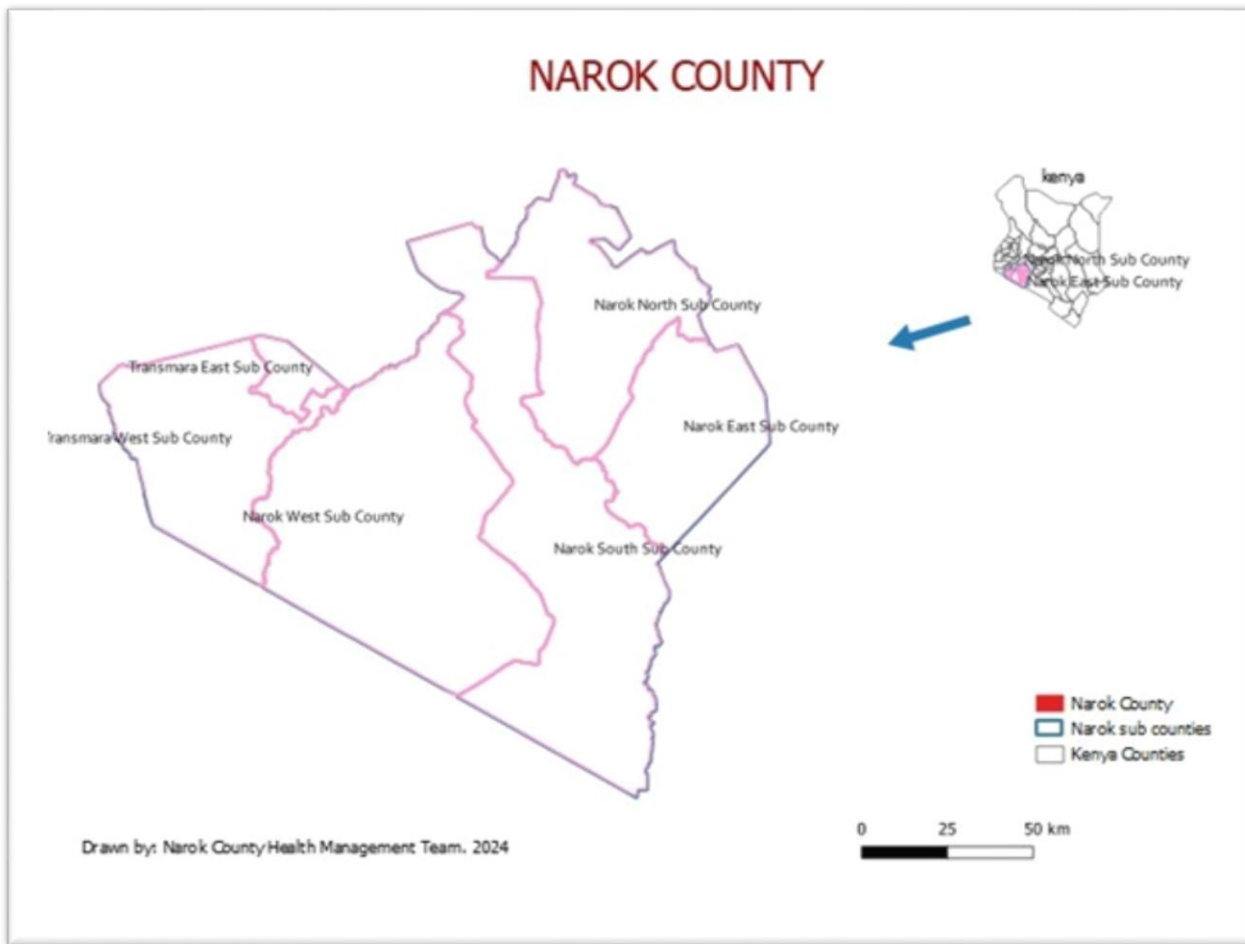 NAROK COUNTY
kenya
Narok North Sub County
Narok East Sub County
Narok North Sub County
Transmara East Sub County
Narok East Sub County
Transmara West Sub County
Narok West Sub County
Narok South Sub County
Narok County
Narok sub counties
Kenya Counties
0 25 50 km
Drawn by: Narok County Health Management Team. 2024